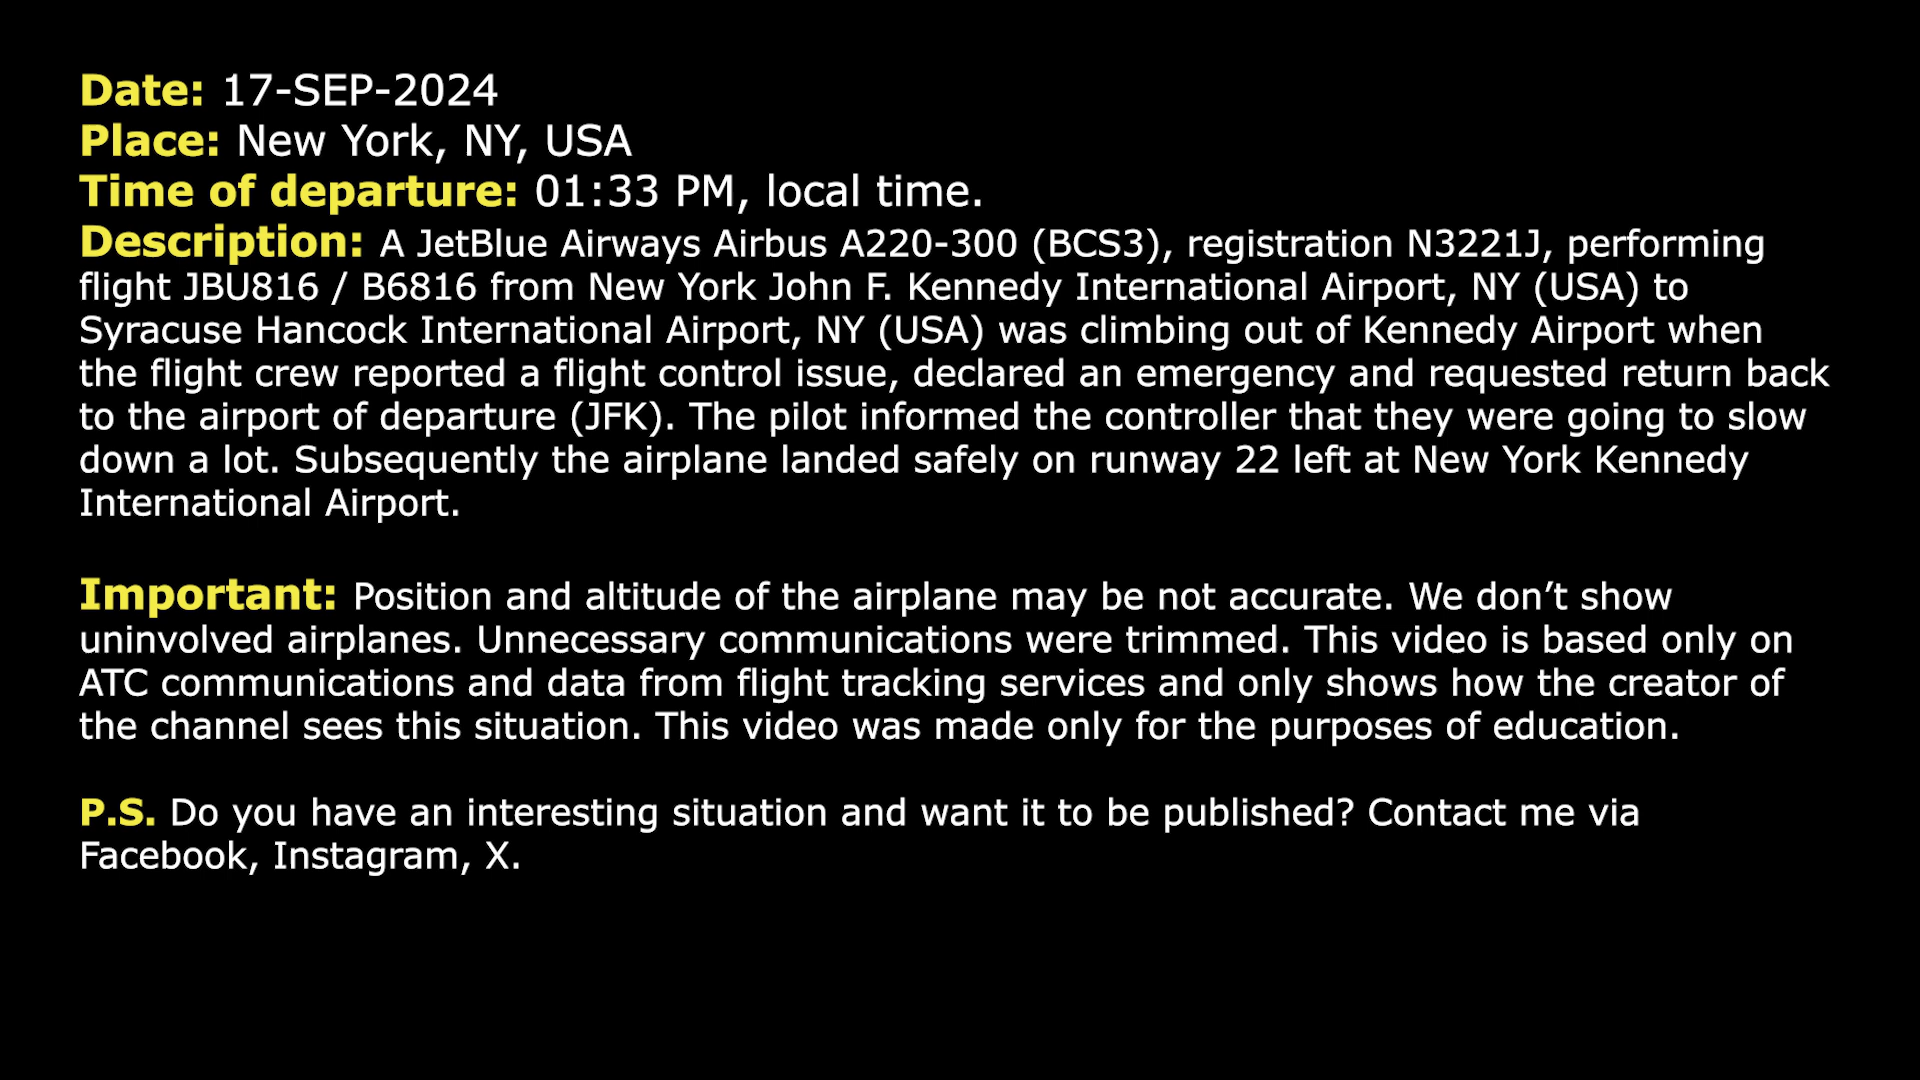 Date: 17-SEP-2024
Place: New York, NY, USA
Time of departure: 01:33 PM, local time.
Description: A JetBlue Airways Airbus A220-300 (BCS3), registration N3221J, performing
flight JBU816 / B6816 from New York John F. Kennedy International Airport, NY (USA) to
Syracuse Hancock International Airport, NY (USA) was climbing out of Kennedy Airport when
the flight crew reported a flight control issue, declared an emergency and requested return back
to the airport of departure (JFK). The pilot informed the controller that they were going to slow
down a lot. Subsequently the airplane landed safely on runway 22 left at New York Kennedy
International Airport.
Important: Position and altitude of the airplane may be not accurate. We don’t show
uninvolved airplanes. Unnecessary communications were trimmed. This video is based only on
ATC communications and data from flight tracking services and only shows how the creator of
the channel sees this situation. This video was made only for the purposes of education.
P.S. Do you have an interesting situation and want it to be published? Contact me via
Facebook, Instagram, X.